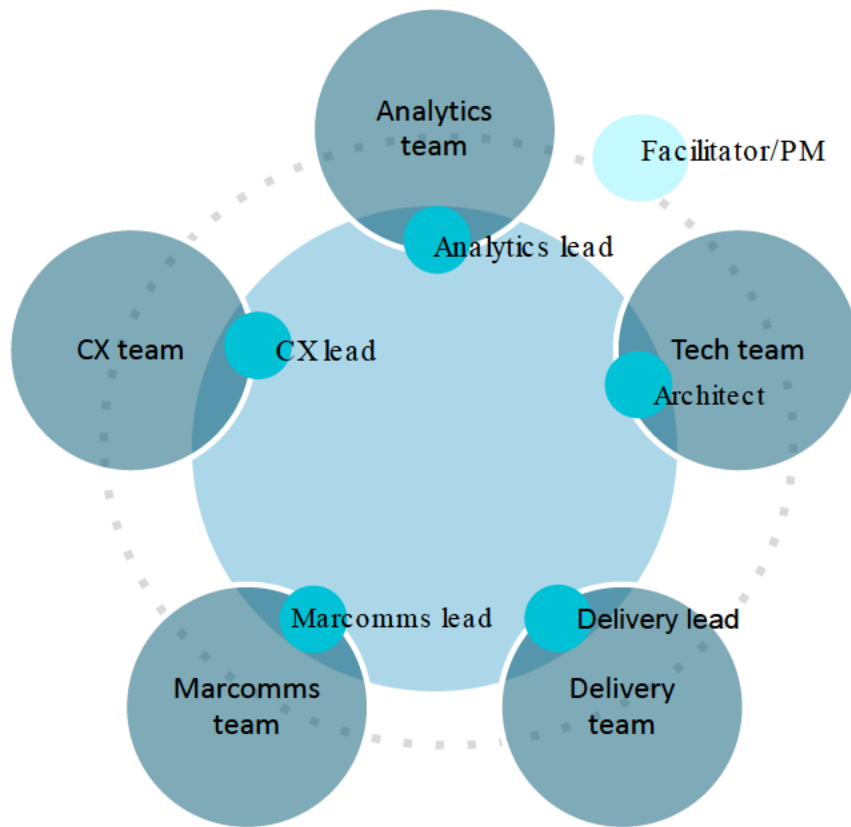 Analytics
team
Facilitator/PM
Analytics lead
CX team
CX lead
Tech team
Architect
Marcomms lead
Delivery lead
Marcomms
team
Delivery
team